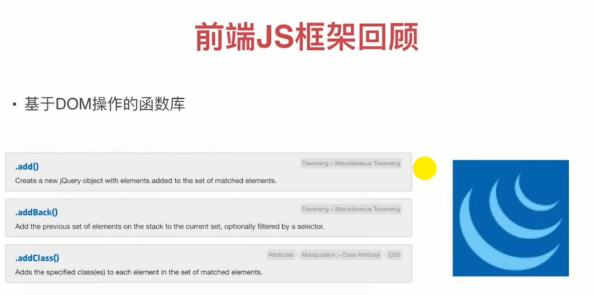 前端JS框架回顾
• 基于DOM操作的函数库
.add()
Traversing > Miscellaneous Traversing
Create a new jQuery object with elements added to the set of matched elements.
.addBack()
Traversing > Miscellaneous Traversing
Add the previous set of elements on the stack to the current set, optionally filtered by a selector.
.addClass()
Attributes | Manipulation > Class Attribute | CSS
Adds the specified class(es) to each element in the set of matched elements.